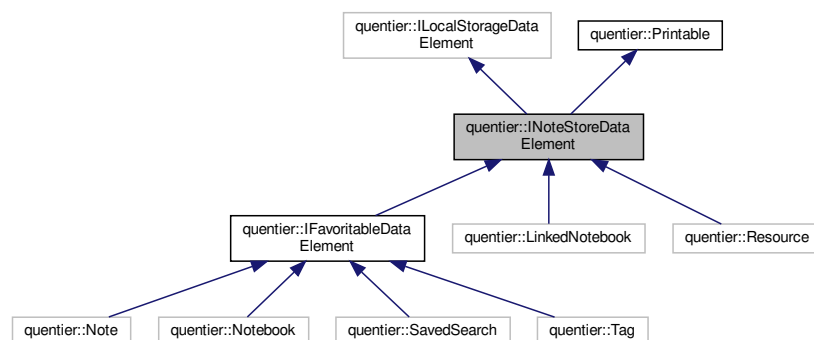 quentier::ILocalStorageData
Element
quentier::Printable
quentier::INoteStoreData
Element
quentier::IFavoritableData
Element
quentier::LinkedNotebook
quentier::Resource
quentier::Note
quentier::Notebook
quentier::SavedSearch
quentier::Tag